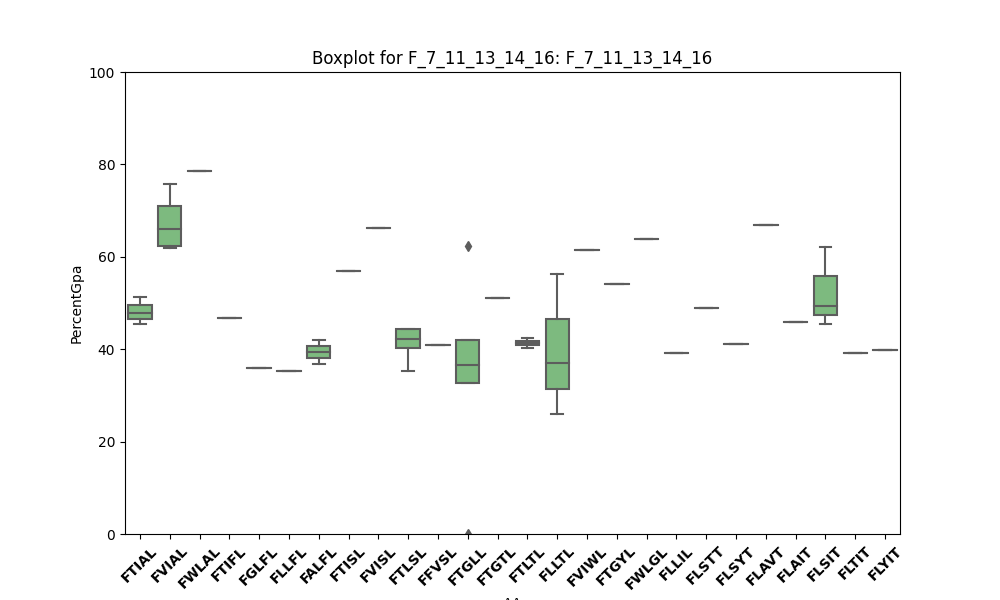 Boxplot for F_7_11_13_14_16: F_7_11_13_14_16
100
80
60
40
20
0
PercentGpa
FTIAL
FVIAL
FWLAL
FTIFL
FGLFL
FLLFL
FALFL
FTISL
FVISL
FTLSL
FFVSL
FTGLL
FTGTL
FTLTL
FLLTL
FVIWL
FTGYL
FWLGL
FLLIL
FLSTT
FLSYT
FLAVT
FLAIT
FLSIT
FLTIT
FLYIT